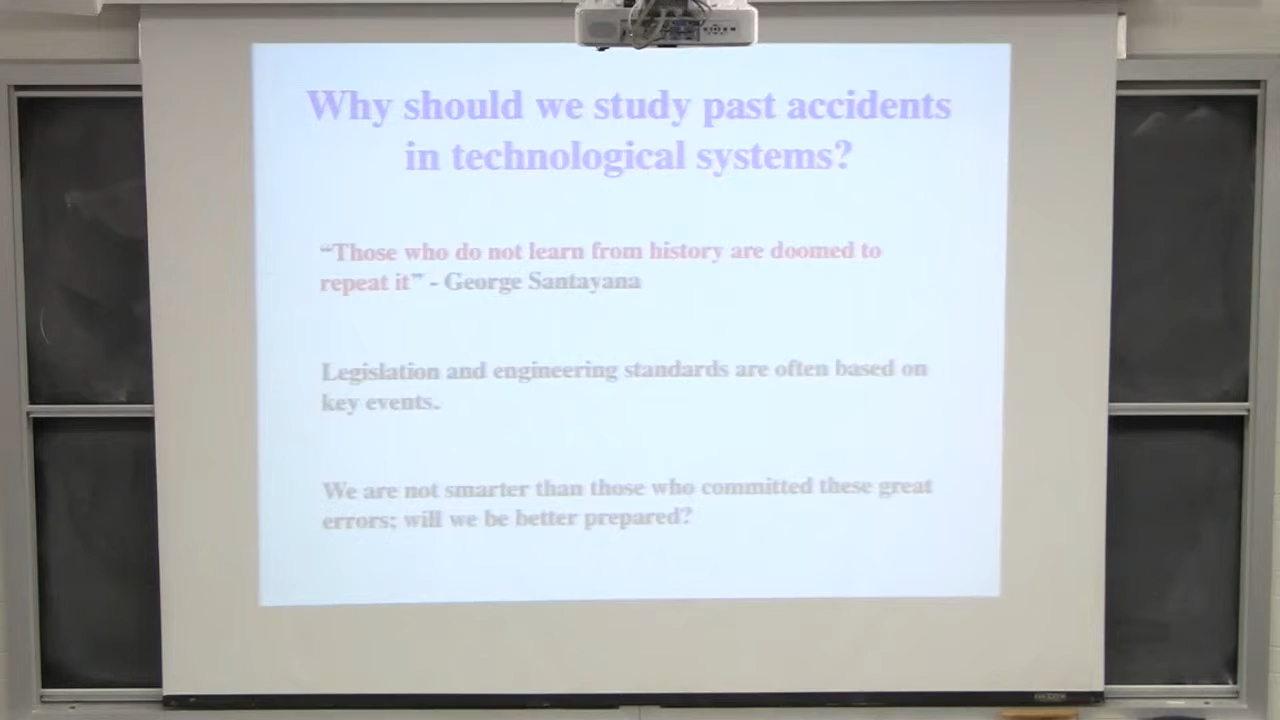 Why should we study past accidents
in technological systems?
“Those who do not learn from history are doomed to
repeat it” - George Santayana
Legislation and engineering standards are often based on
key events.
We are not smarter than those who committed these great
errors; will we be better prepared?